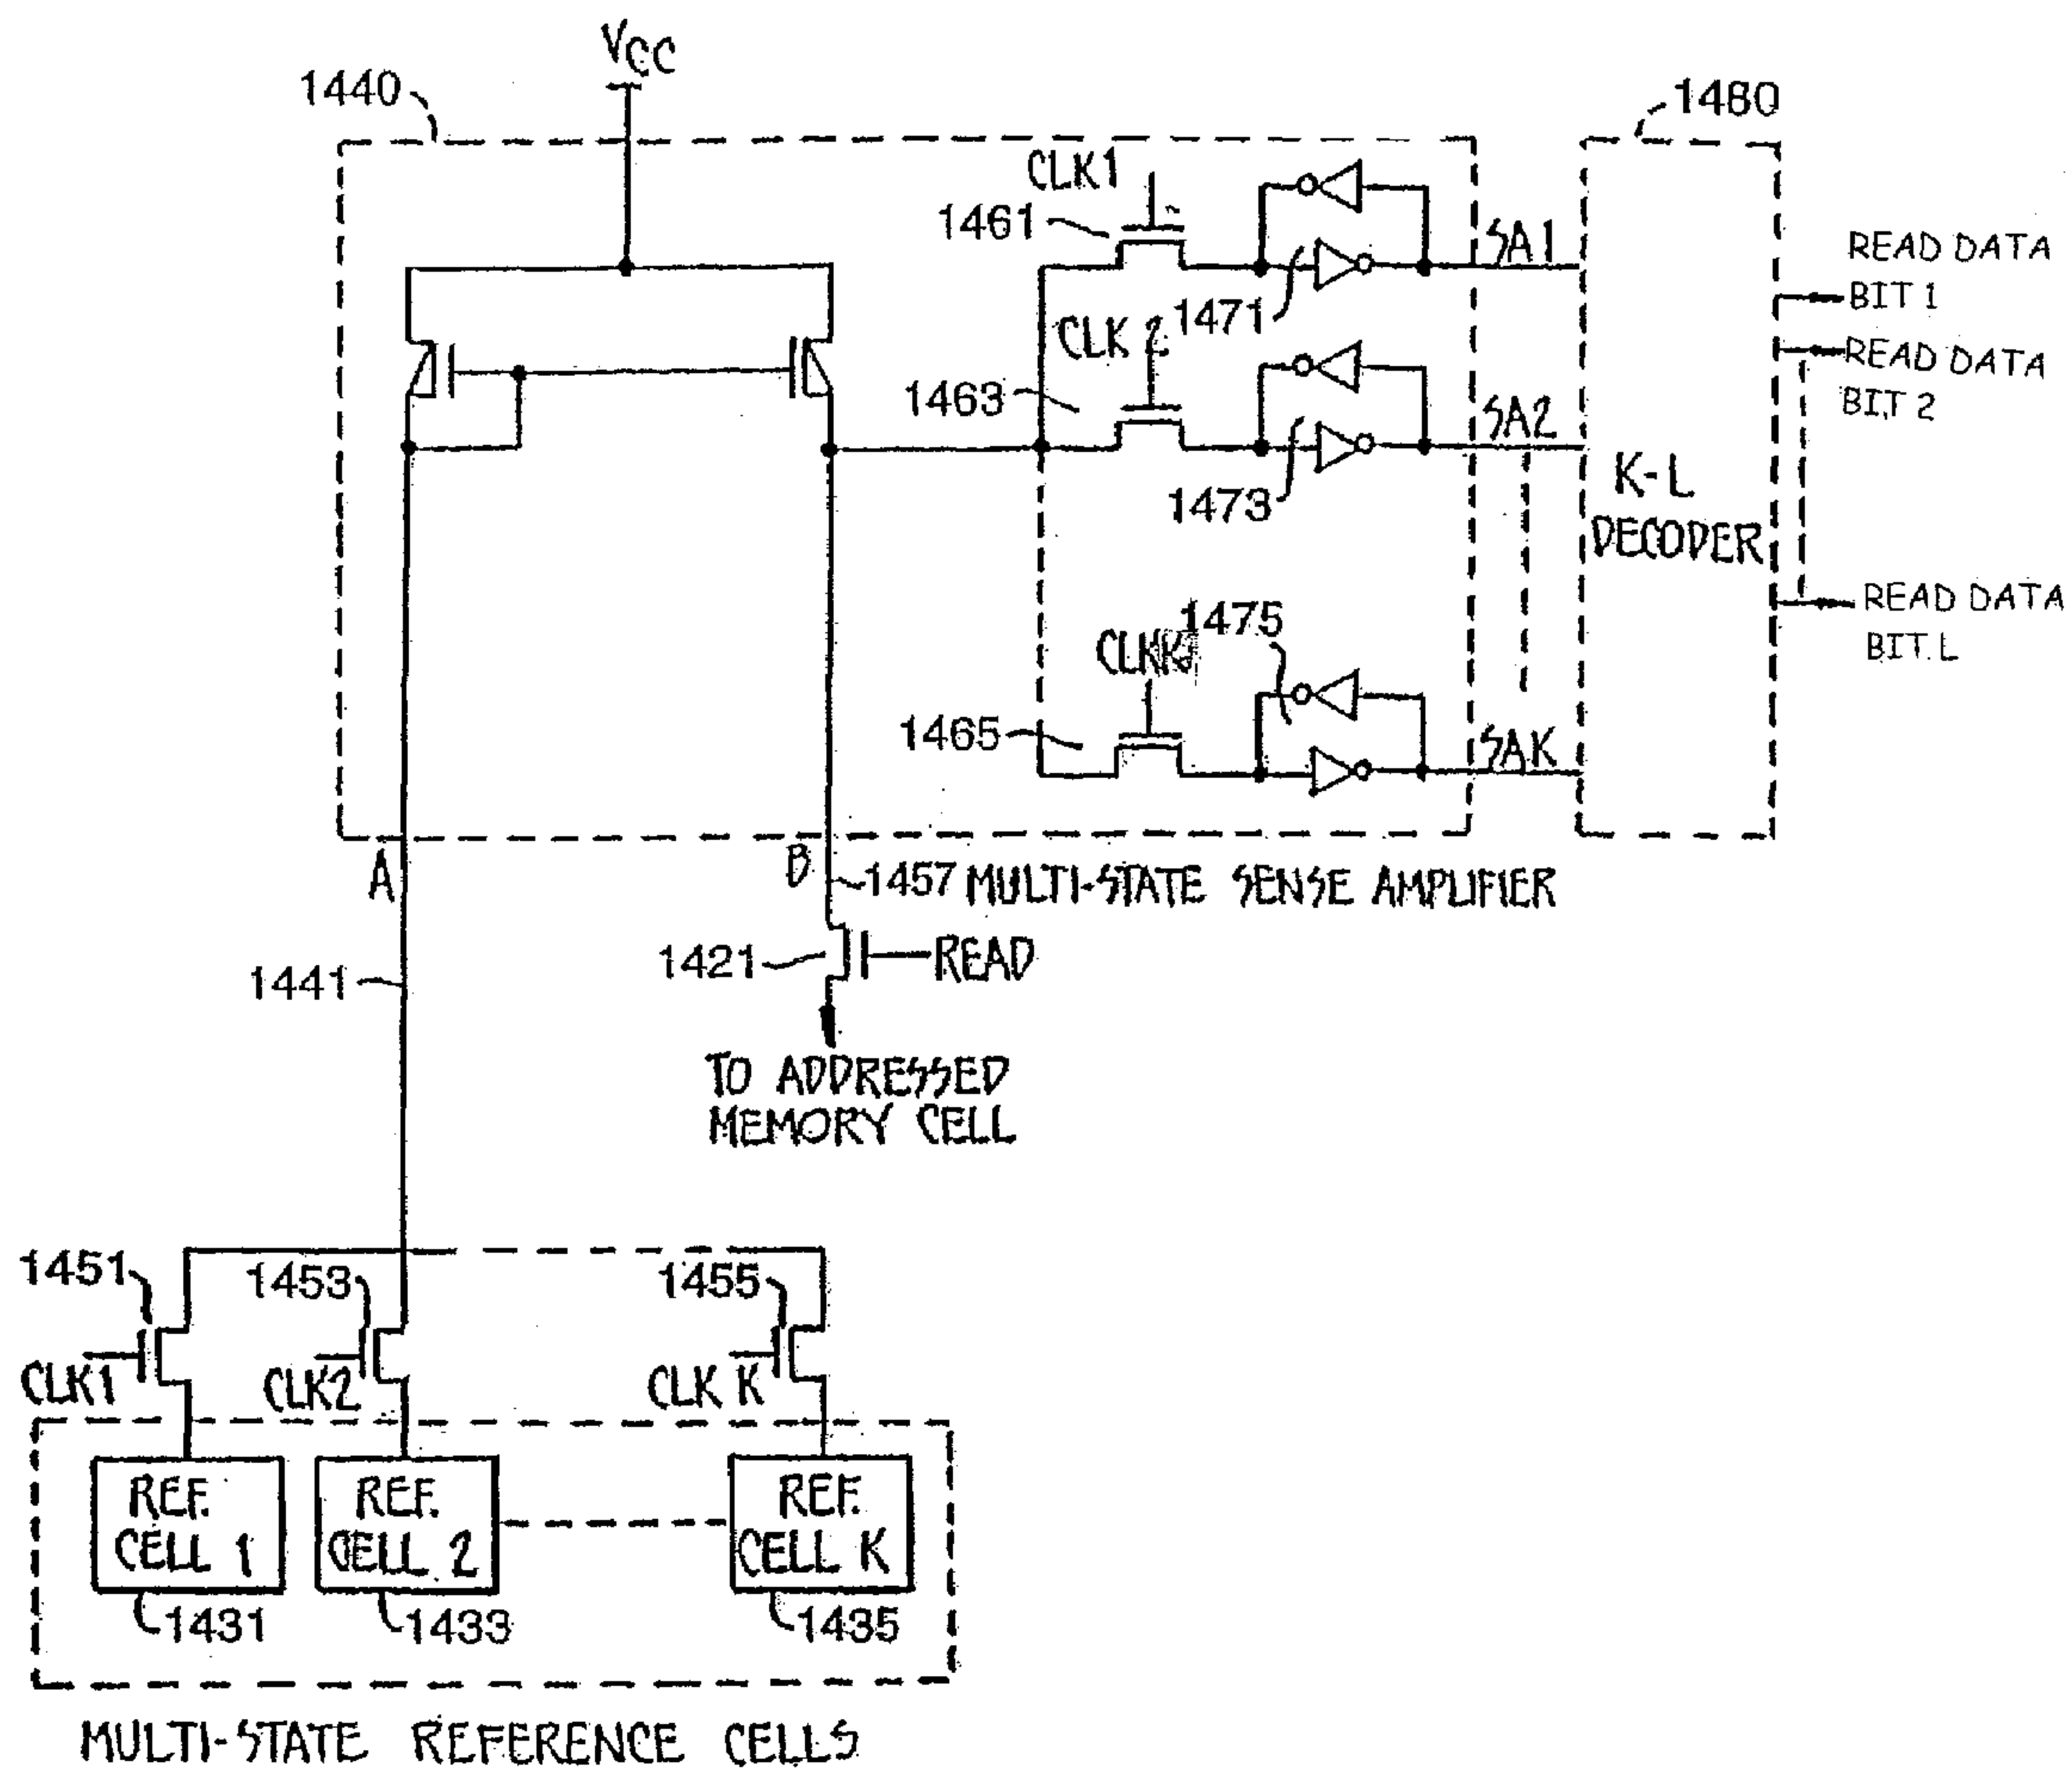 VCC
1440
1480
CLK1
1461
SA1
READ DATA
BIT 1
1471
CLK 2
READ DATA
BIT 2
1463
SA2
K-L
1473
DECODER
1475
READ DATA
BIT L
CLKK
1465
SAK
A
B
1457
MULTI-STATE SENSE AMPLIFIER
1421
READ
1441
TO ADDRESSED
MEMORY CELL
1451
1453
1455
CLK1
CLK2
CLK K
REF.
CELL 1
REF.
CELL 2
REF.
CELL K
1431
1433
1435
MULTI-STATE REFERENCE CELLS